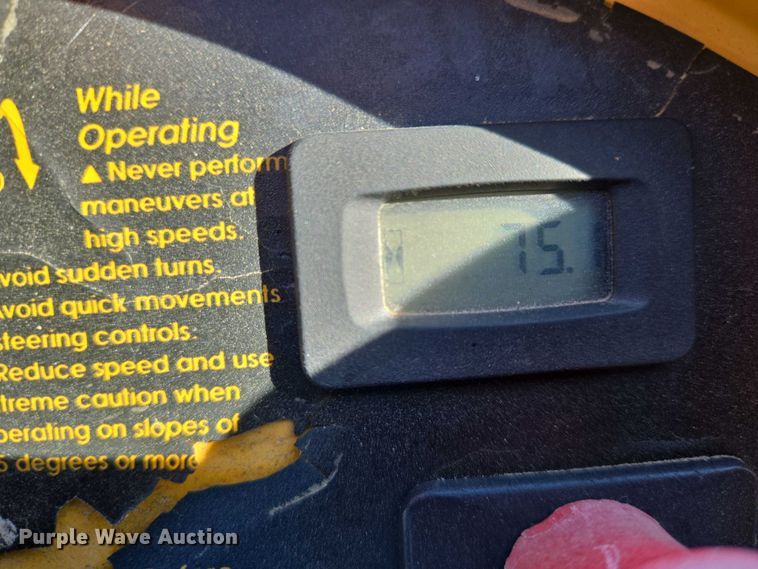 While
Operating
▲ Never perform
maneuvers at
high speeds.
void sudden turns.
Avoid quick movements
steering controls.
Reduce speed and use
treme caution when
perating on slopes of
degrees or more
75.
Purple Wave Auction